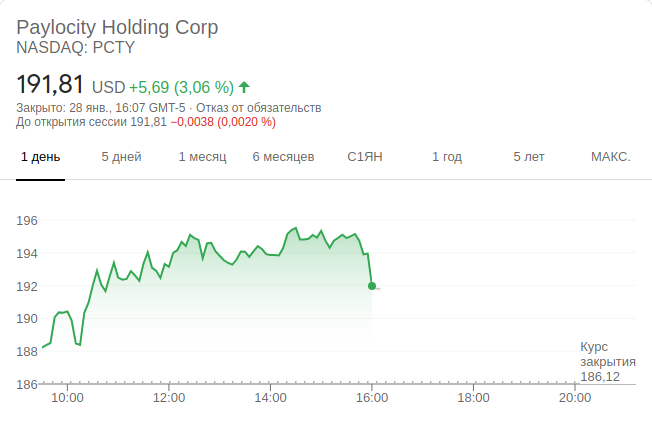 Paylocity Holding Corp
NASDAQ: PCTY
191,81 USD +5,69 (3,06 %)
Закрыто: 28 янв., 16:07 GMT-5 · Отказ от обязательств
До открытия сессии 191,81 −0,0038 (0,0020 %)
1 день 5 дней 1 месяц 6 месяцев С1ЯН 1 год 5 лет МАКС.
196
194
192
190
188
186
Курс
закрытия
186,12
10:00 12:00 14:00 16:00 18:00 20:00